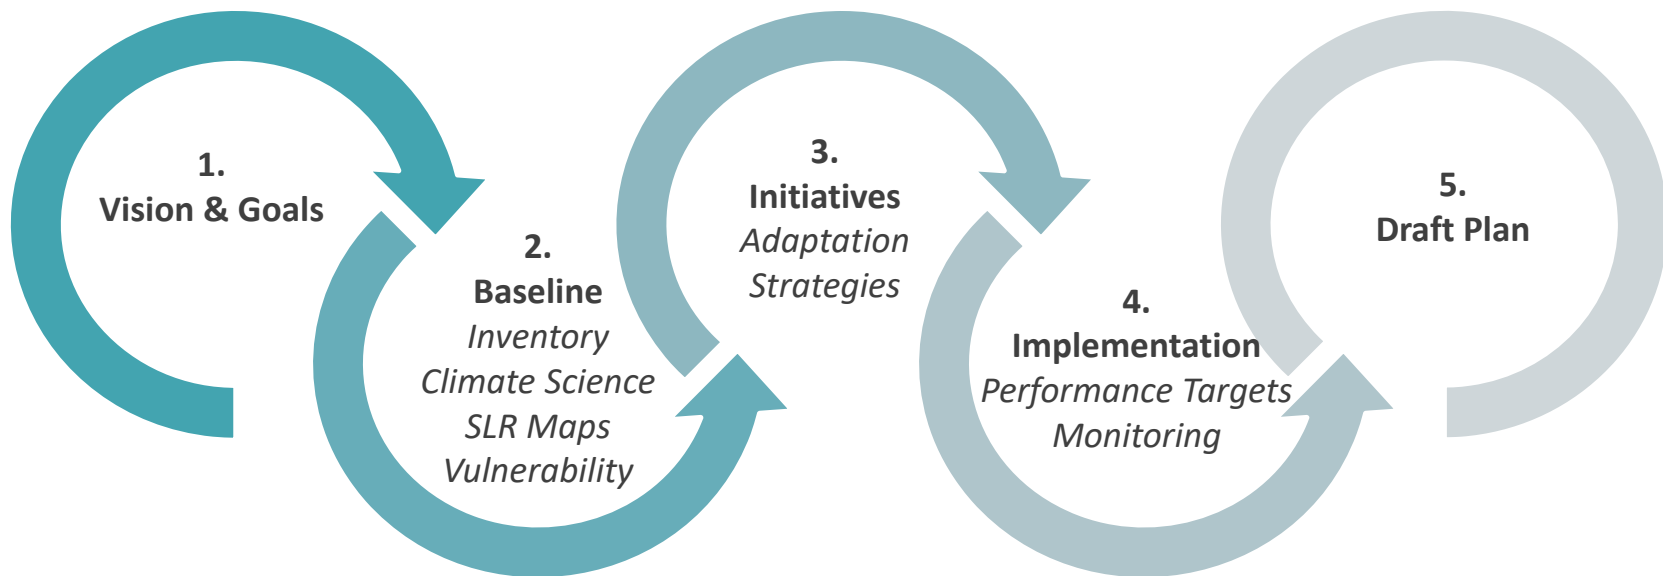 1.
Vision & Goals
2.
Baseline
Inventory
Climate Science
SLR Maps
Vulnerability
3.
Initiatives
Adaptation
Strategies
4.
Implementation
Performance Targets
Monitoring
5.
Draft Plan